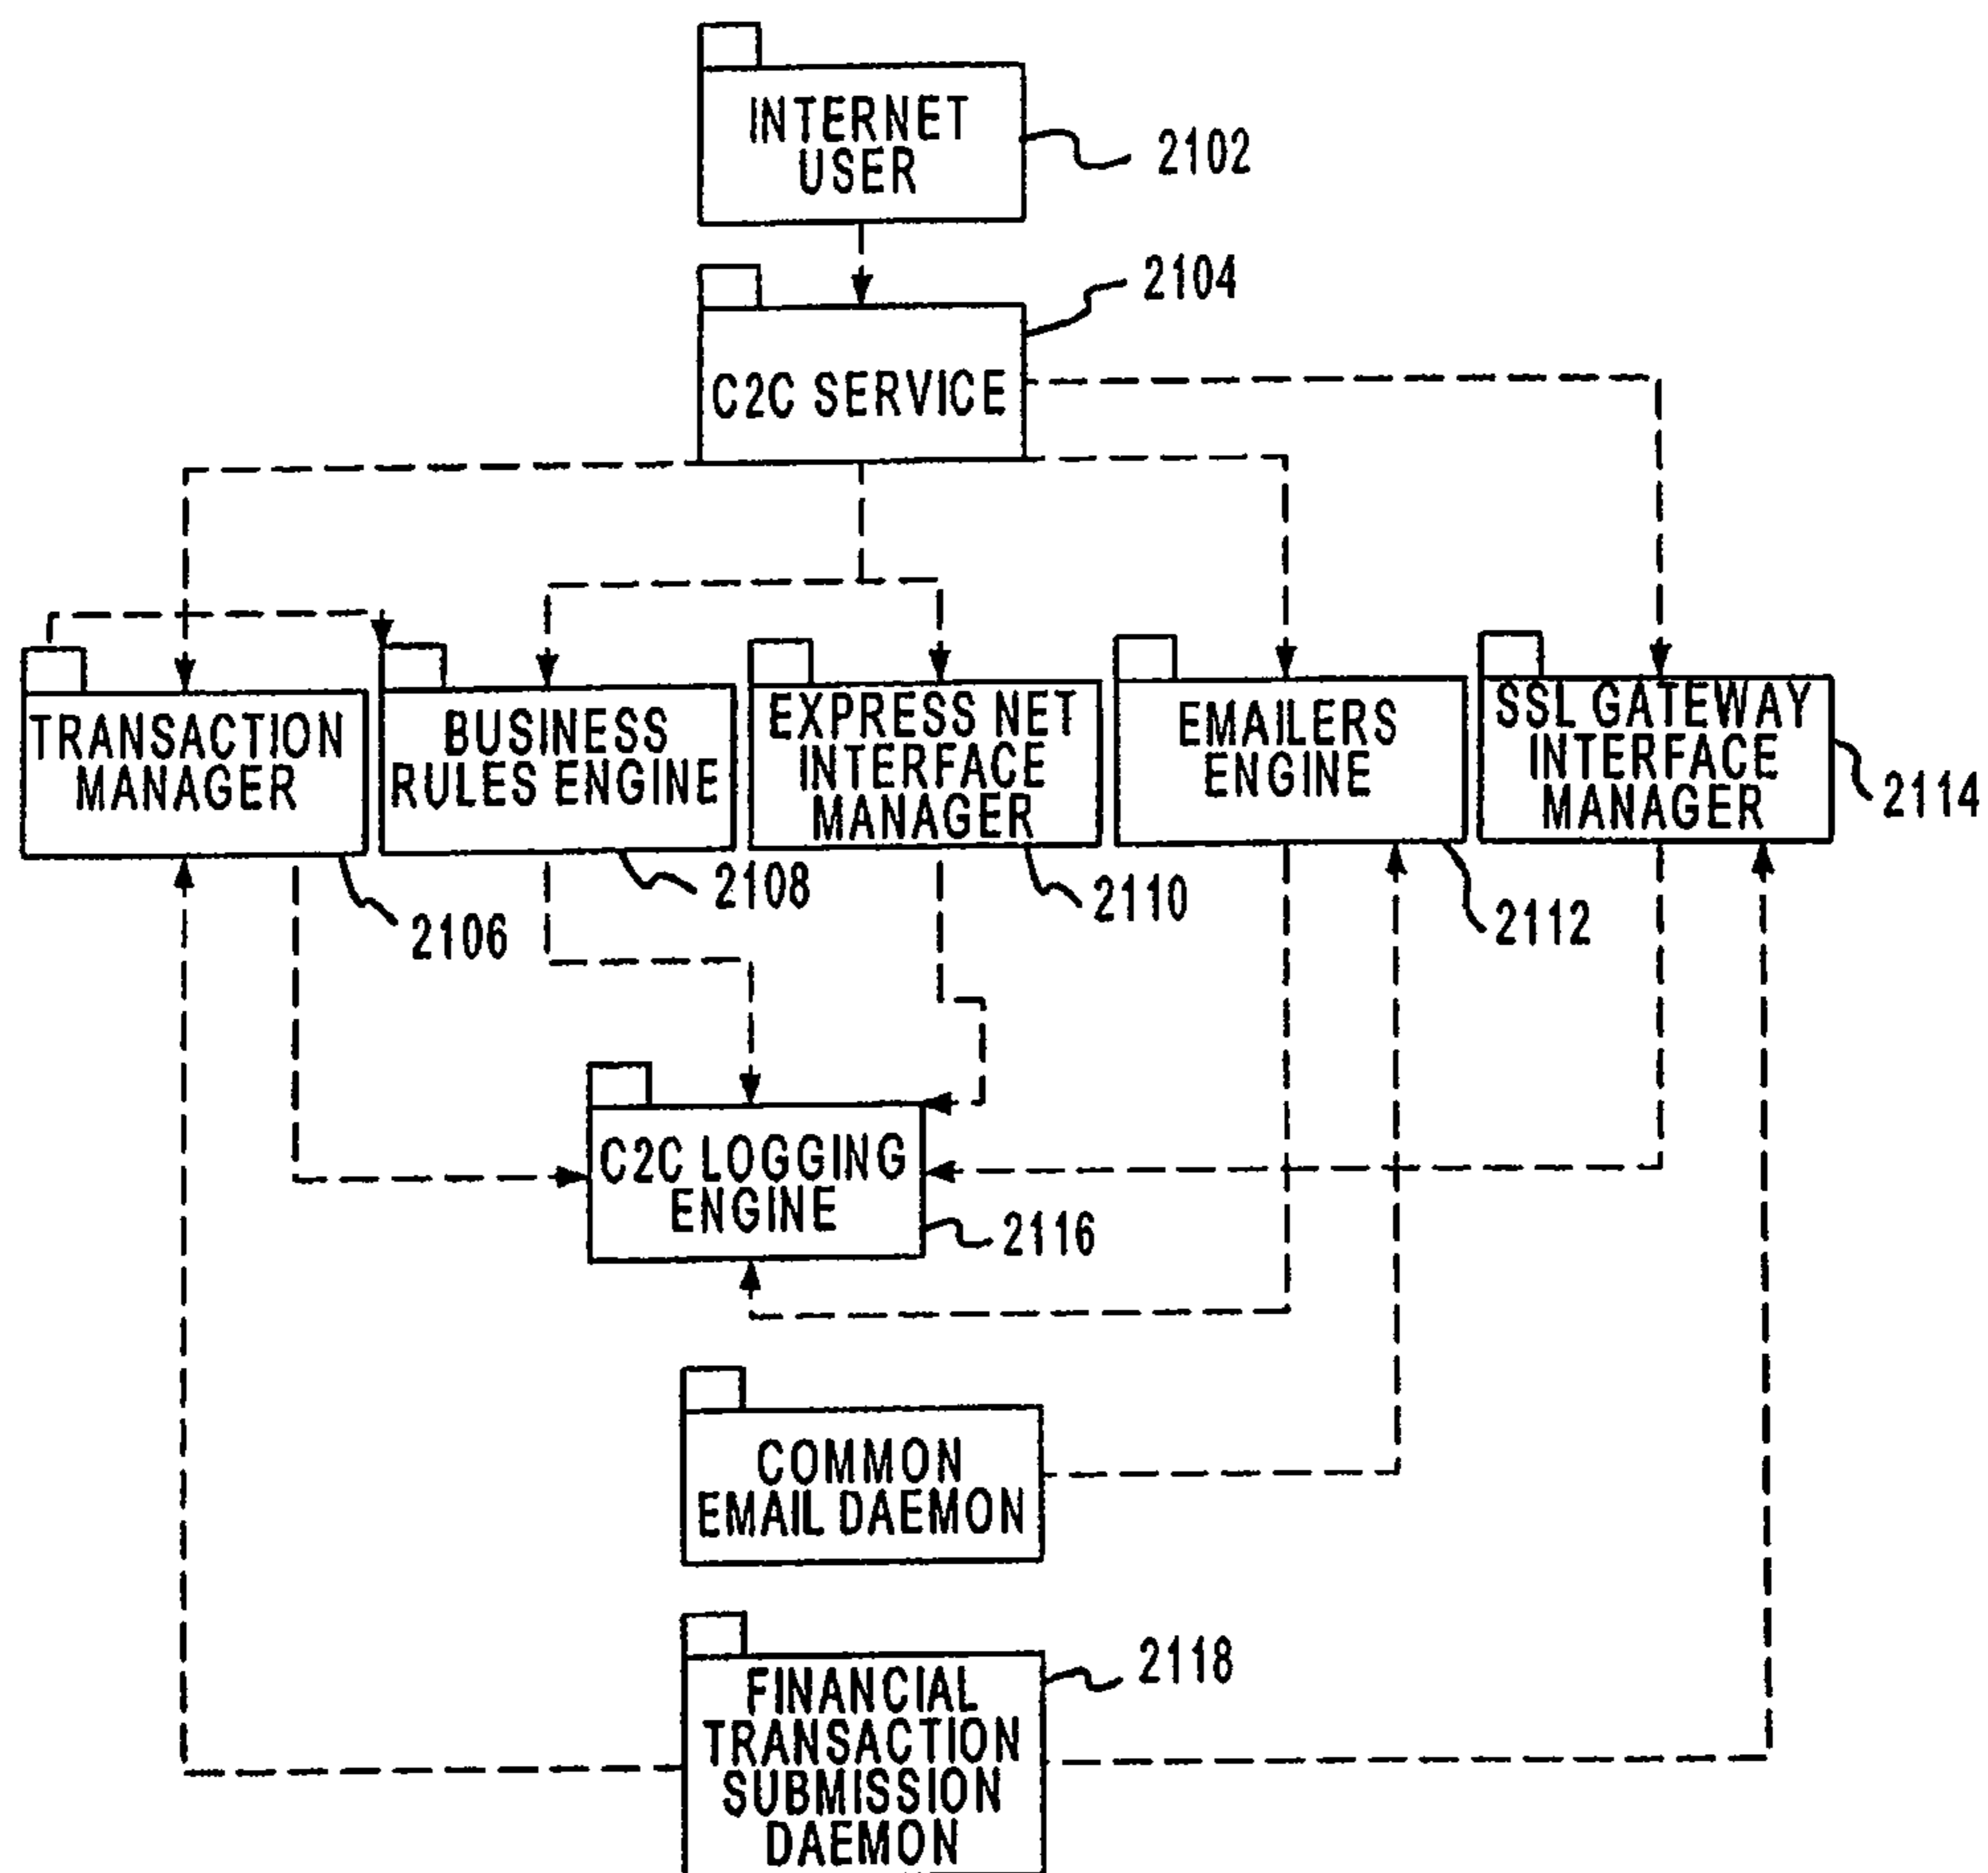 INTERNET
USER
2102
2104
C2C SERVICE
TRANSACTION
MANAGER
2106
BUSINESS
RULES ENGINE
2108
EXPRESS NET
INTERFACE
MANAGER
2110
EMAILERS
ENGINE
2112
SSL GATEWAY
INTERFACE
MANAGER
2114
C2C LOGGING
ENGINE
2116
COMMON
EMAIL DAEMON
2118
FINANCIAL
TRANSACTION
SUBMISSION
DAEMON